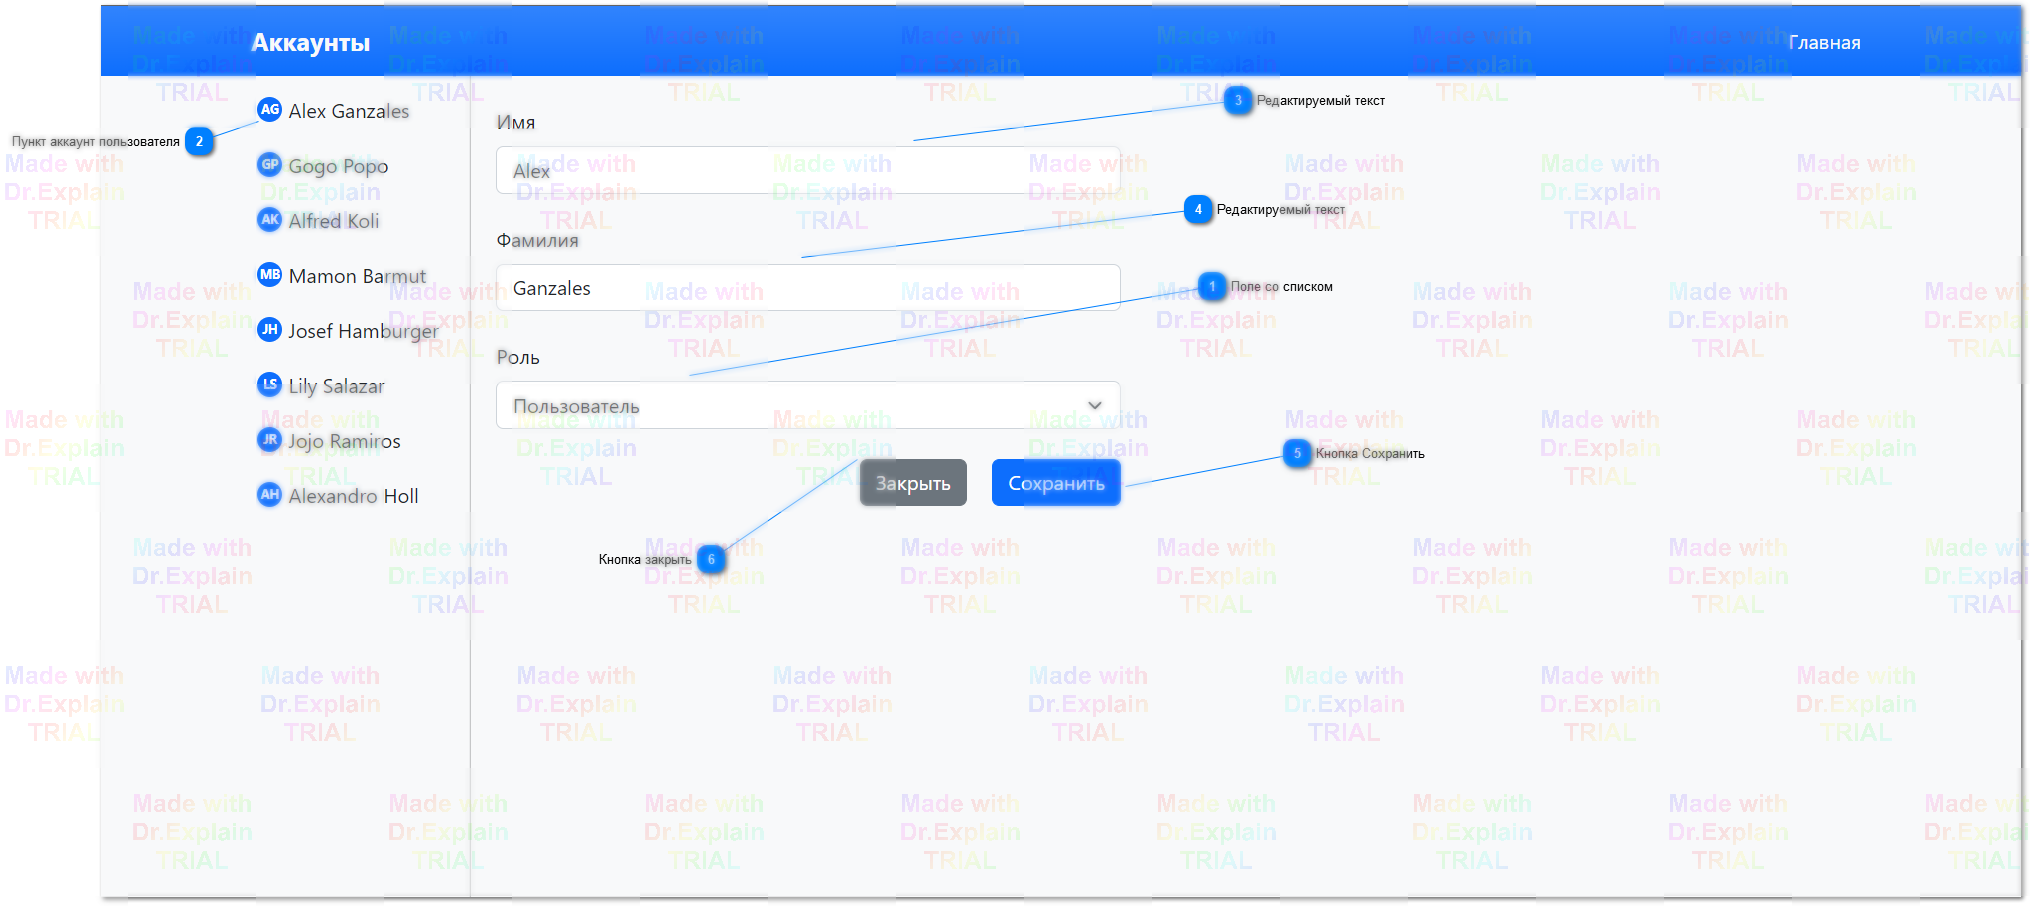 Аккаунты
Главная
AG Alex Ganzales
GP Gogo Popo
AK Alfred Koli
MB Mamon Barmut
JH Josef Hamburger
LS Lily Salazar
JR Jojo Ramiros
AH Alexandro Holl
Пункт аккаунт пользователя 2
3 Редактируемый текст
Имя
Alex
4 Редактируемый текст
Фамилия
Ganzales
1 Поле со списком
Роль
Пользователь
Закрыть
Сохранить
5 Кнопка Сохранить
Кнопка закрыть 6
Made with
Dr.Explain
TRIAL